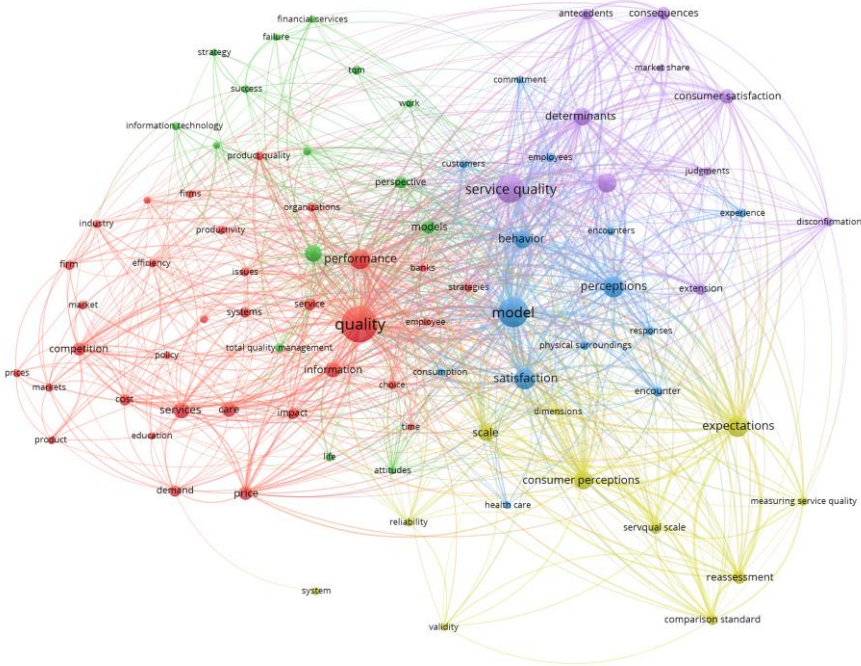 financial services
antecedents
consequences
failure
strategy
tqm
market share
commitment
success
consumer satisfaction
work
determinants
information technology
product quality
customers
employees
judgments
perspective
service quality
firms
organizations
experience
industry
productivity
models
behavior
encounters
disconfirmation
firm
efficiency
performance
banks
issues
strategies
perceptions
extension
market
systems
service
model
quality
employee
responses
competition
policy
total quality management
physical surroundings
prices
information
consumption
satisfaction
markets
choice
encounter
cost
services
care
impact
dimensions
expectations
product
education
time
scale
life
attitudes
consumer perceptions
demand
price
health care
measuring service quality
reliability
servqual scale
reassessment
system
comparison standard
validity